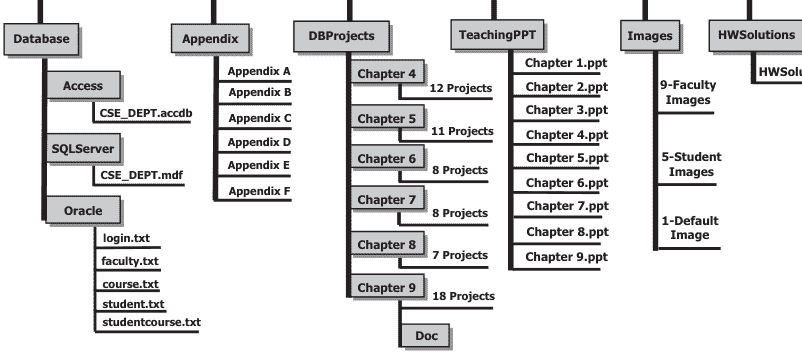 Database
Access
CSE_DEPT.accdb
SQLServer
CSE_DEPT.mdf
Oracle
login.txt
faculty.txt
course.txt
student.txt
studentcourse.txt
Appendix
Appendix A
Appendix B
Appendix C
Appendix D
Appendix E
Appendix F
DBProjects
Chapter 4
12 Projects
Chapter 5
11 Projects
Chapter 6
8 Projects
Chapter 7
8 Projects
Chapter 8
7 Projects
Chapter 9
18 Projects
Doc
TeachingPPT
Chapter 1.ppt
Chapter 2.ppt
Chapter 3.ppt
Chapter 4.ppt
Chapter 5.ppt
Chapter 6.ppt
Chapter 7.ppt
Chapter 8.ppt
Chapter 9.ppt
Images
9-Faculty
Images
5-Student
Images
1-Default
Image
HWSolutions